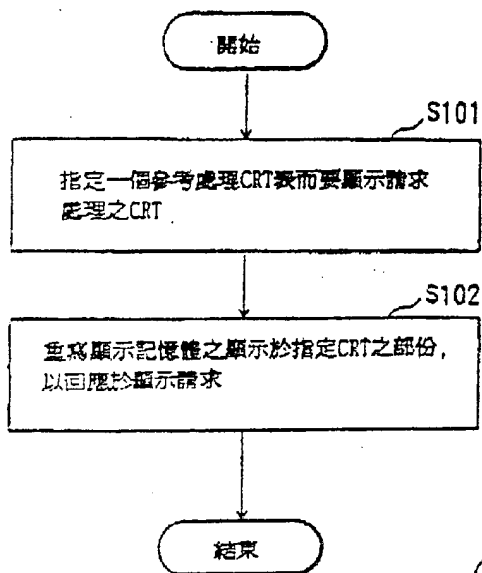 開始
S101
指定一個參考處理CRT表而要顯示請求
處理之CRT
S102
重寫顯示記憶體之顯示於指定CRT之部份，
以回應於顯示請求
結束